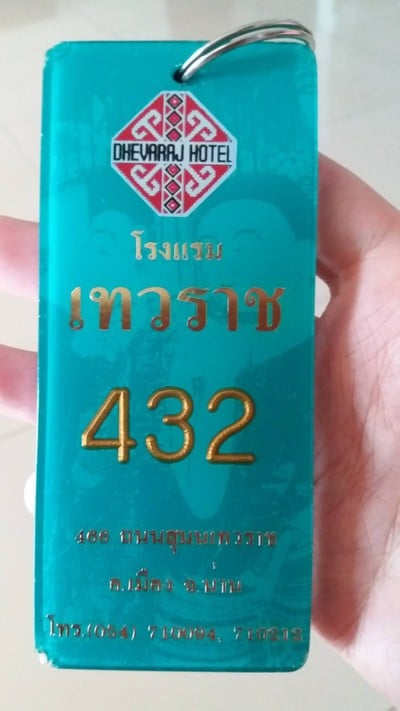 DHEVARAJ HOTEL
โรงแรม
เทวราช
432
466 ถนนสุมนเทวราช
อ.เมือง จ.น่าน
โทร.(054) 710094, 710212